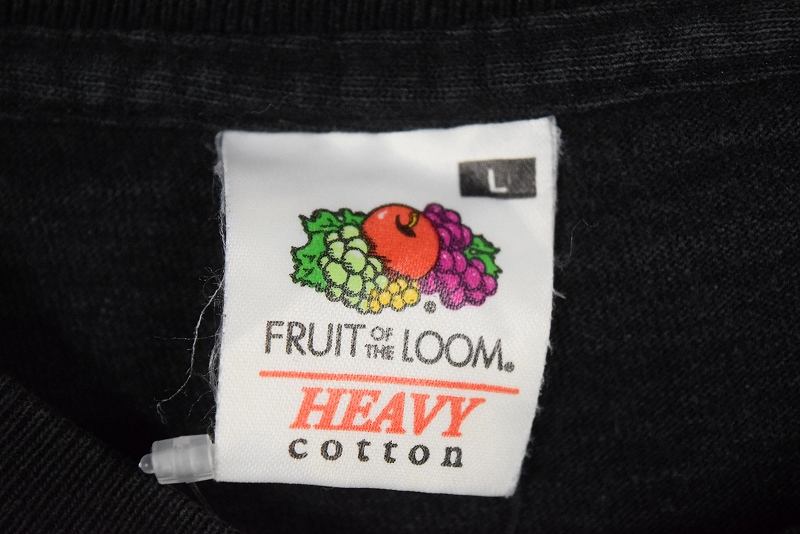 L
FRUIT OF THE LOOM®
HEAVY
cotton